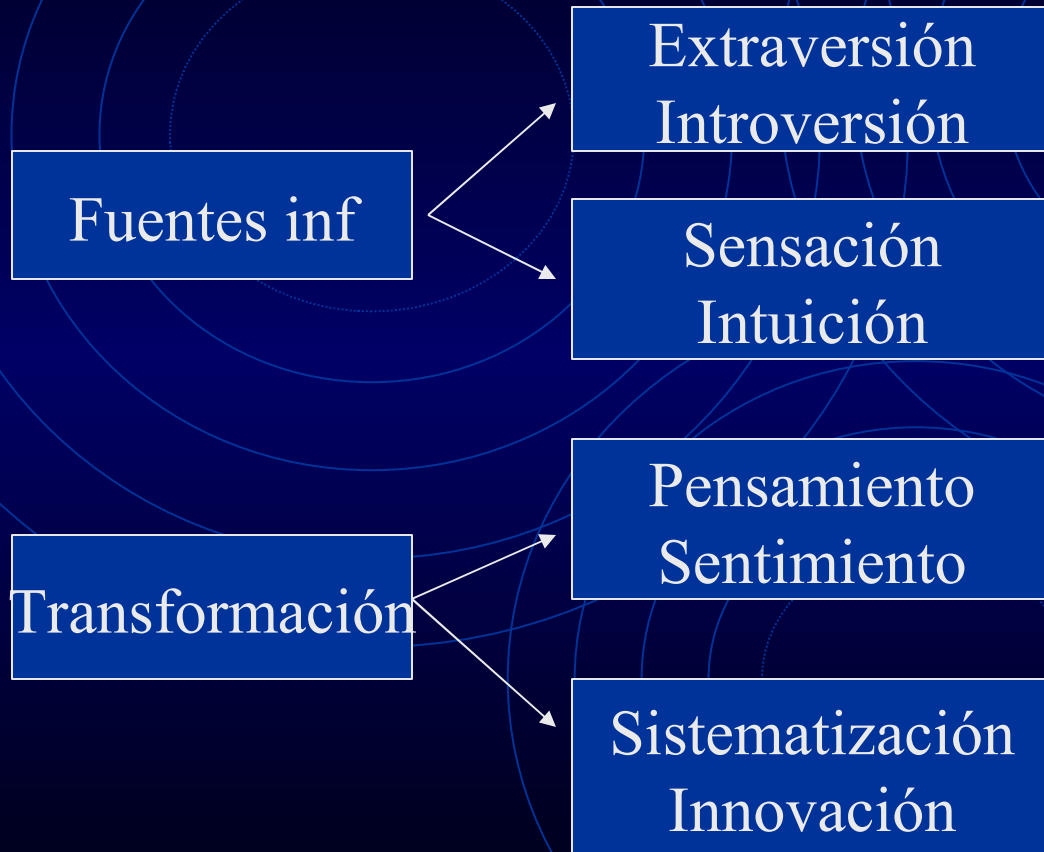 Fuentes inf
Extraversión
Introversión
Sensación
Intuición
Transformación
Pensamiento
Sentimiento
Sistematización
Innovación